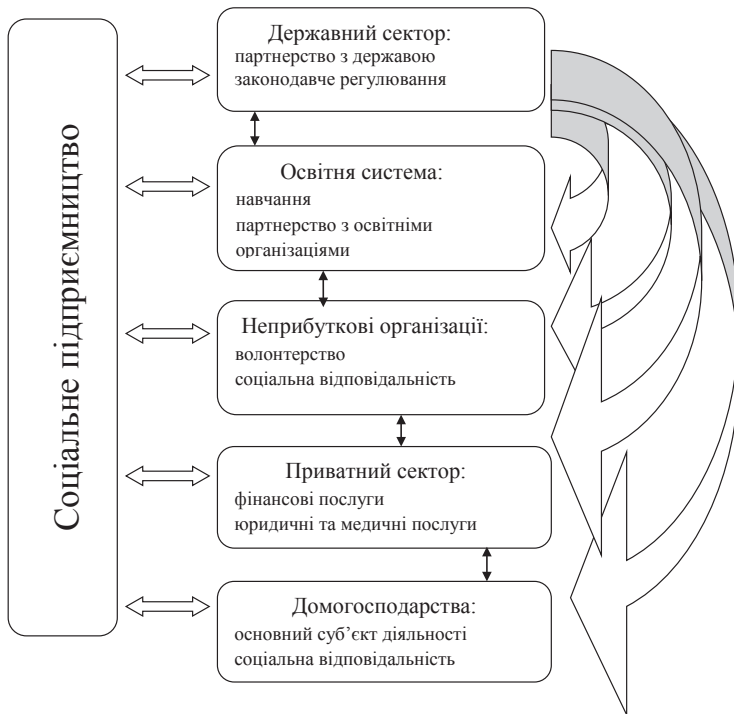 Соціальне підприємництво
Державний сектор:
партнерство з державою
законодавче регулювання
Освітня система:
навчання
партнерство з освітніми
організаціями
Неприбуткові організації:
волонтерство
соціальна відповідальність
Приватний сектор:
фінансові послуги
юридичні та медичні послуги
Домогосподарства:
основний суб’єкт діяльності
соціальна відповідальність